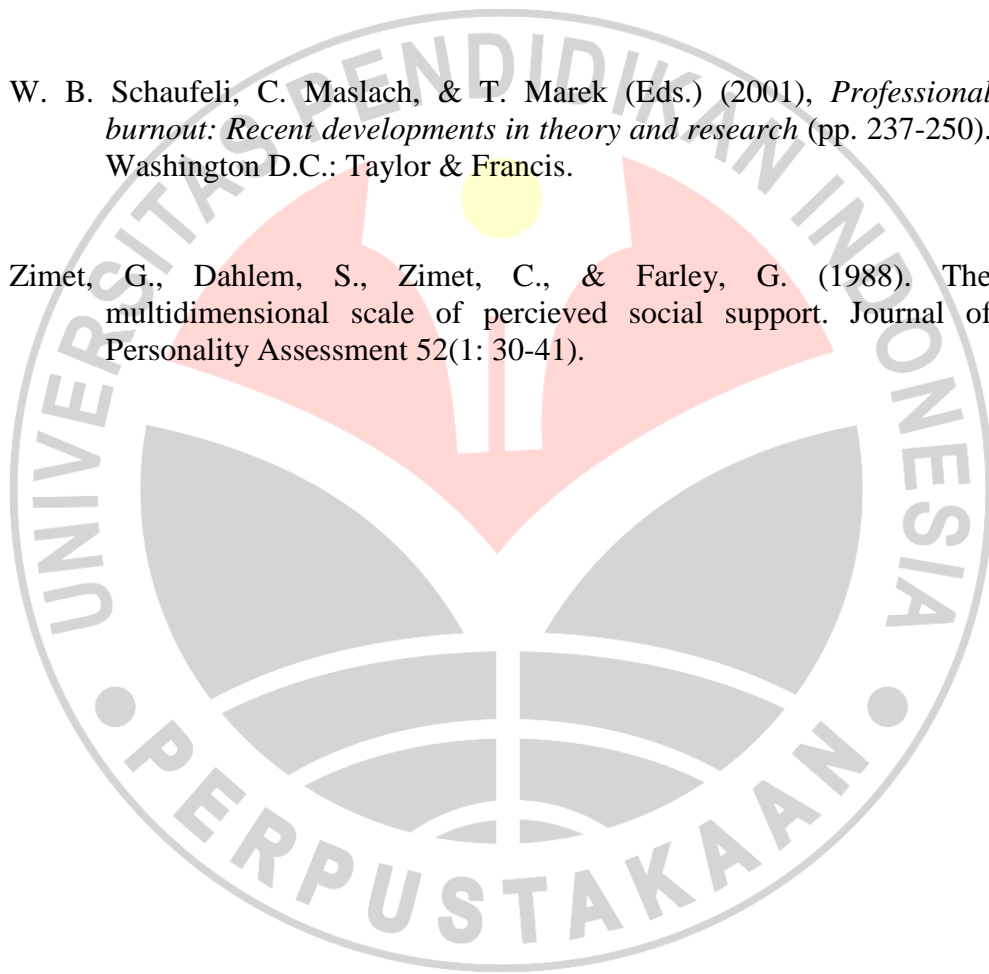 W. B. Schaufeli, C. Maslach, & T. Marek (Eds.) (2001), Professional
burnout: Recent developments in theory and research (pp. 237-250).
Washington D.C.: Taylor & Francis.
Zimet, G., Dahlem, S., Zimet, C., & Farley, G. (1988). The
multidimensional scale of percieved social support. Journal of
Personality Assessment 52(1: 30-41).
UNIVERSITAS PENDIDIKAN INDONESIA
PERPUSTAKAAN